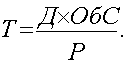 Т = Д×ОбС / Р.